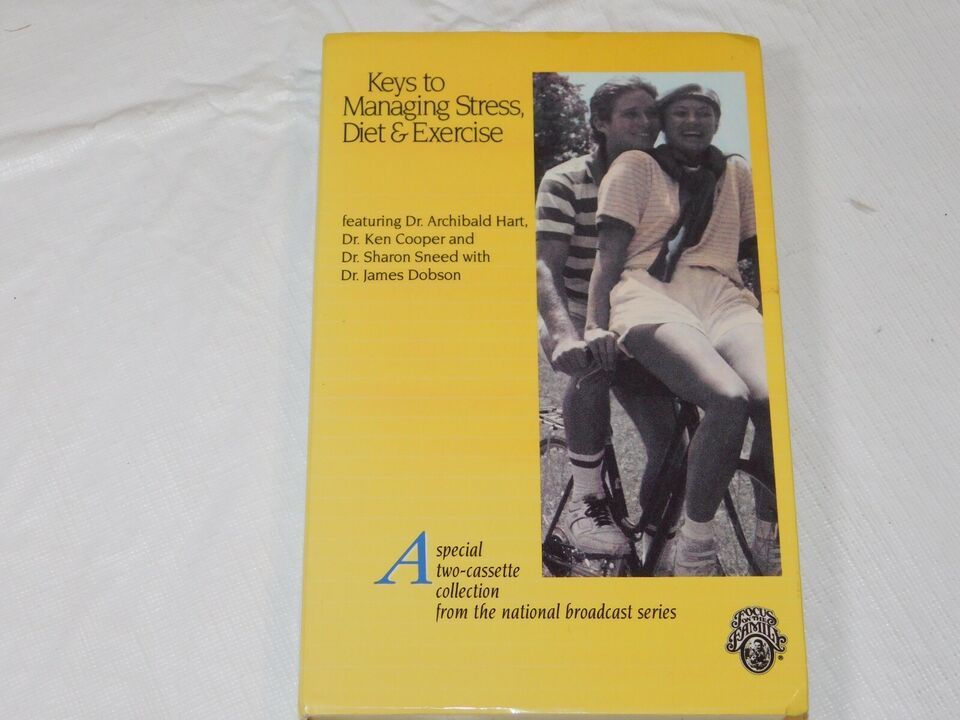 Keys to
Managing Stress,
Diet & Exercise
featuring Dr. Archibald Hart,
Dr. Ken Cooper and
Dr. Sharon Sneed with
Dr. James Dobson
A special
two-cassette
collection
from the national broadcast series
FOCUS
ON THE
FAMILY
®